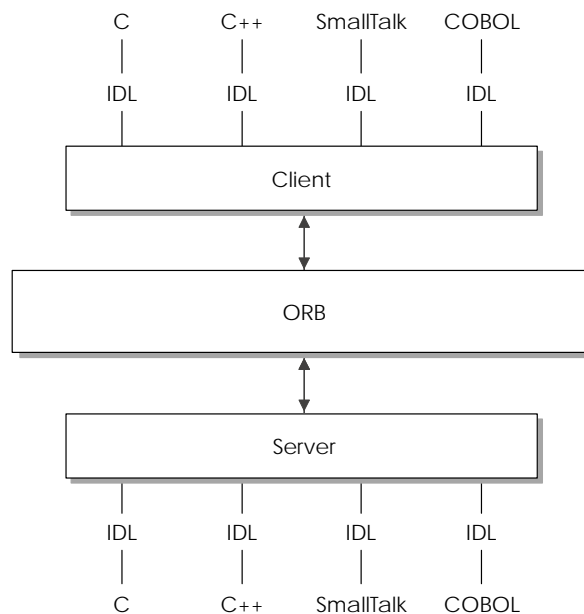 C C++ SmallTalk COBOL
IDL IDL IDL IDL
Client
ORB
Server
IDL IDL IDL IDL
C C++ SmallTalk COBOL